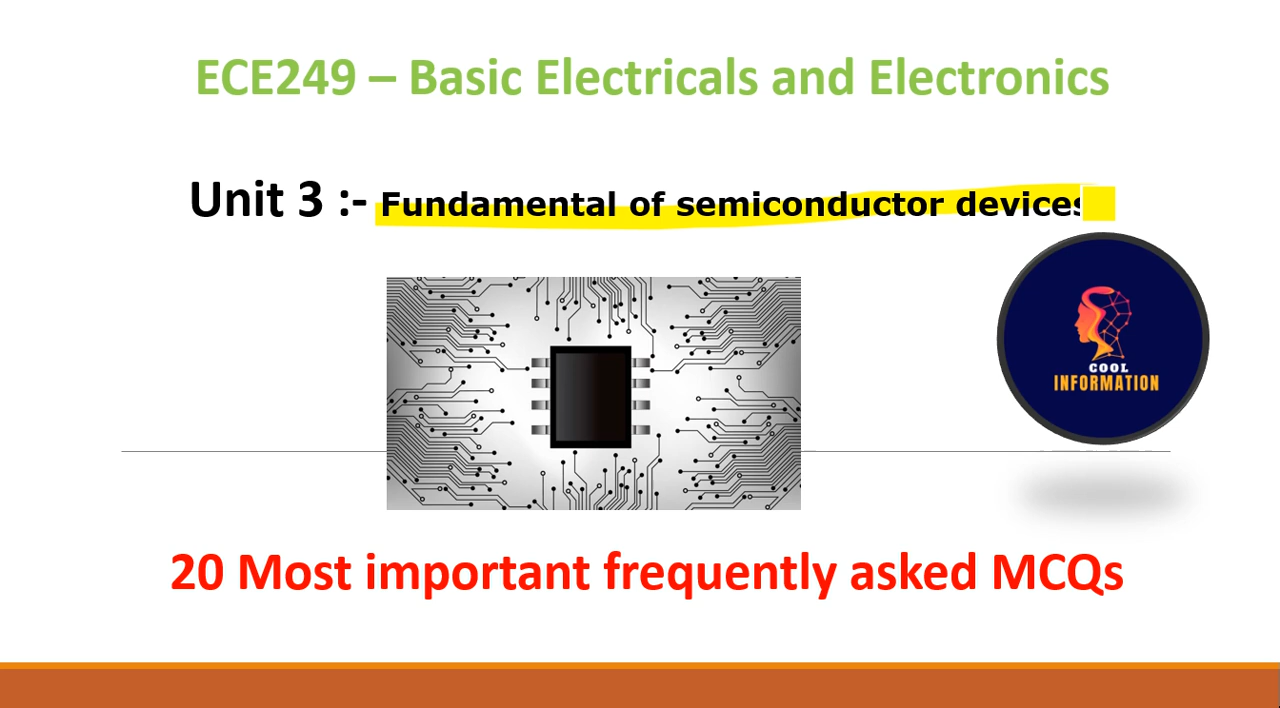 ECE249 – Basic Electricals and Electronics
Unit 3 :- Fundamental of semiconductor devices
COOL
INFORMATION
20 Most important frequently asked MCQs